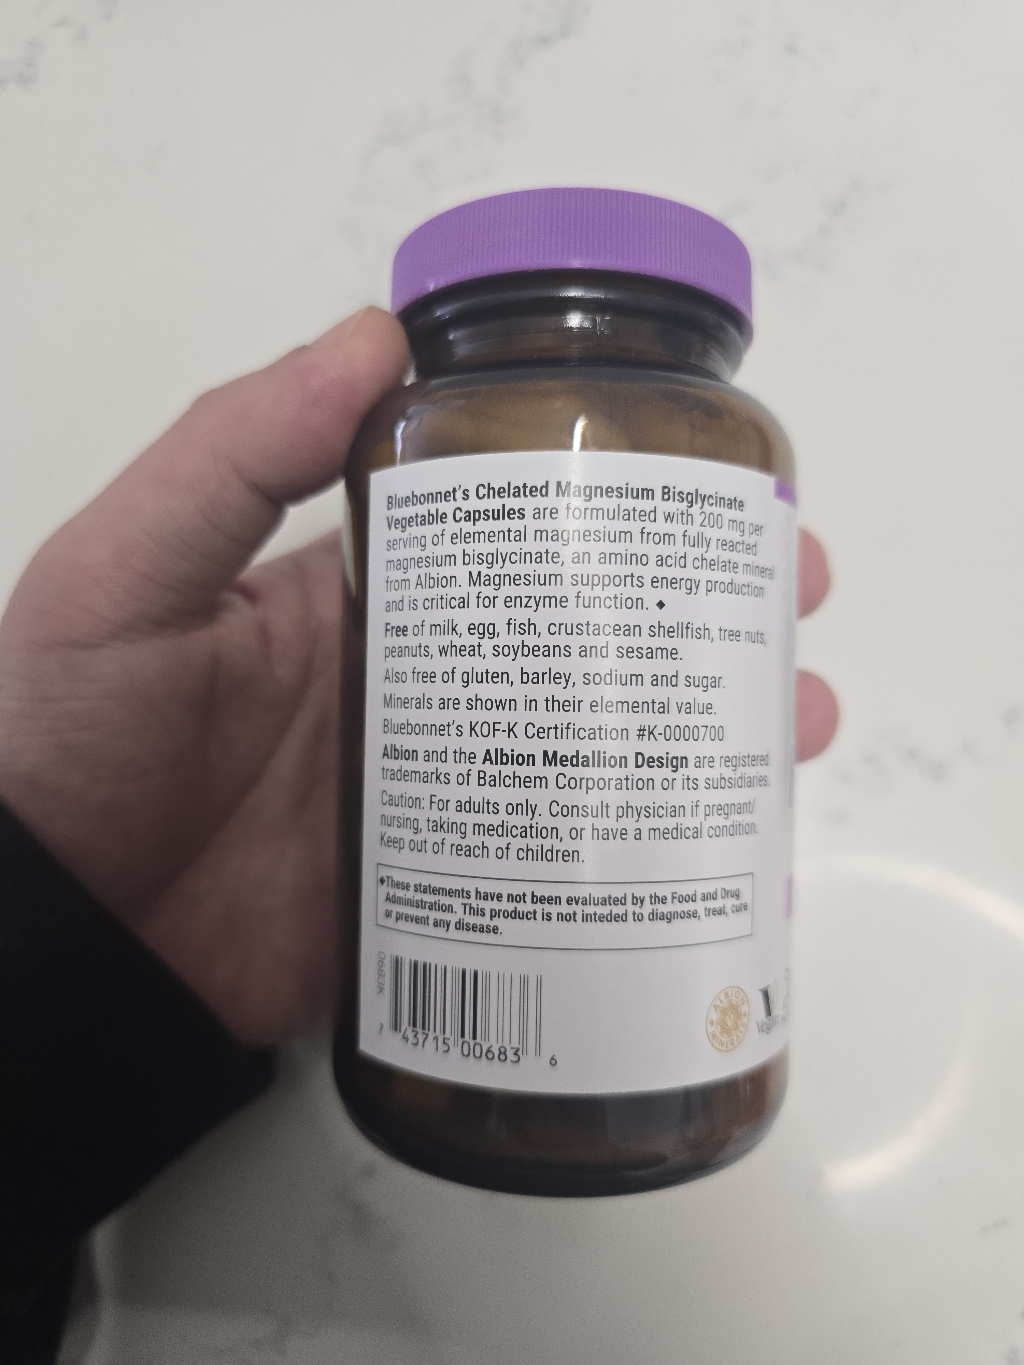 Bluebonnet's Chelated Magnesium Bisglycinate
Vegetable Capsules are formulated with 200 mg per
serving of elemental magnesium from fully reacted
magnesium bisglycinate, an amino acid chelate mineral
from Albion. Magnesium supports energy production
and is critical for enzyme function. ◆
Free of milk, egg, fish, crustacean shellfish, tree nuts,
peanuts, wheat, soybeans and sesame.
Also free of gluten, barley, sodium and sugar.
Minerals are shown in their elemental value.
Bluebonnet's KOF-K Certification #K-0000700
Albion and the Albion Medallion Design are registered
trademarks of Balchem Corporation or its subsidiaries.
Caution: For adults only. Consult physician if pregnant/
nursing, taking medication, or have a medical condition.
Keep out of reach of children.
◆These statements have not been evaluated by the Food and Drug
Administration. This product is not inteded to diagnose, treat, cure
or prevent any disease.
43715 00683 6
ALBION
MINERALS